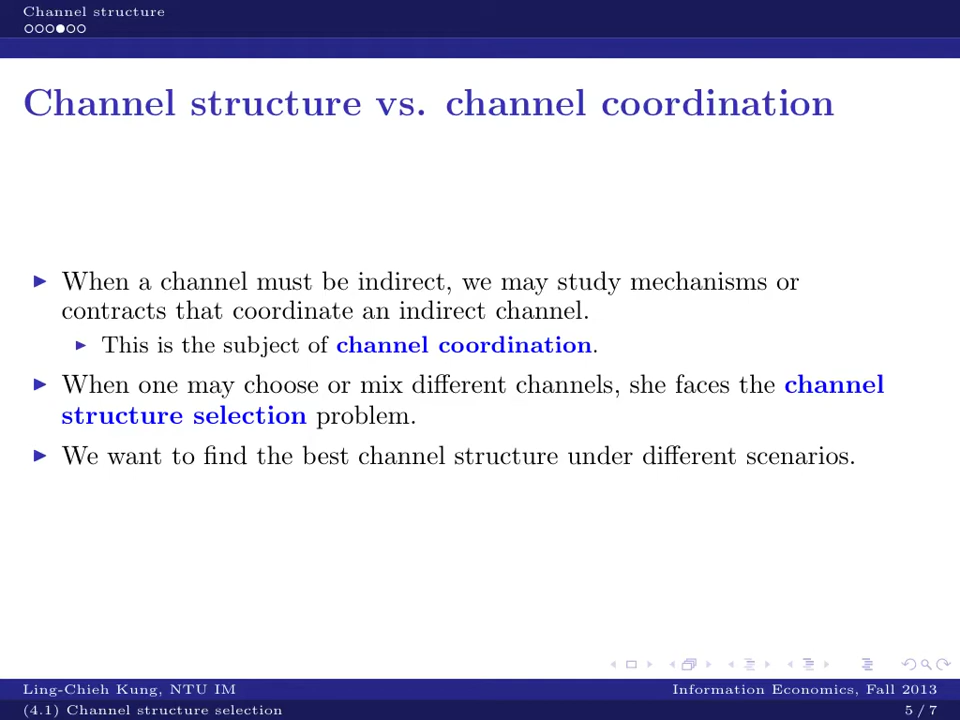 Channel structure
Channel structure vs. channel coordination
When a channel must be indirect, we may study mechanisms or
contracts that coordinate an indirect channel.
This is the subject of channel coordination.
When one may choose or mix different channels, she faces the channel
structure selection problem.
We want to find the best channel structure under different scenarios.
Ling-Chieh Kung, NTU IM
Information Economics, Fall 2013
(4.1) Channel structure selection
5 / 7